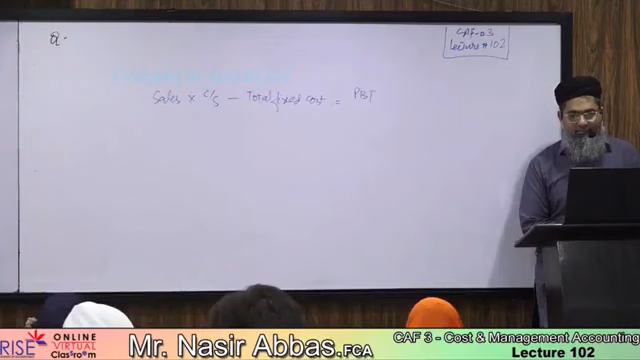 Q.
CAF-03
Lecture # 102
Sales × C/S – Total fixed cost = PBT
RISE ONLINE VIRTUAL Classroom
Mr. Nasir Abbas.FCA
CAF 3 - Cost & Management Accounting
Lecture 102